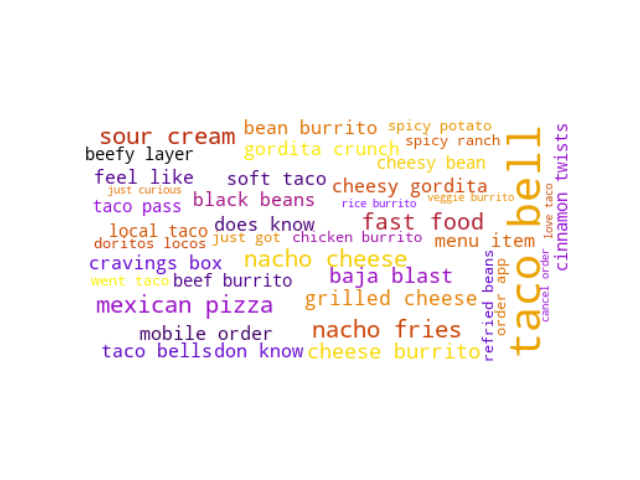 sour cream
bean burrito
spicy potato
spicy ranch
beefy layer
gordita crunch
cheesy bean
feel like
soft taco
cheesy gordita
just curious
black beans
veggie burrito
taco pass
rice burrito
local taco
does know
fast food
doritos locos
just got
chicken burrito
menu item
cravings box
nacho cheese
went taco
beef burrito
baja blast
mexican pizza
grilled cheese
mobile order
nacho fries
taco bells
don know
cheese burrito
refried beans
order app
taco bell
cancel order
love taco
cinnamon twists